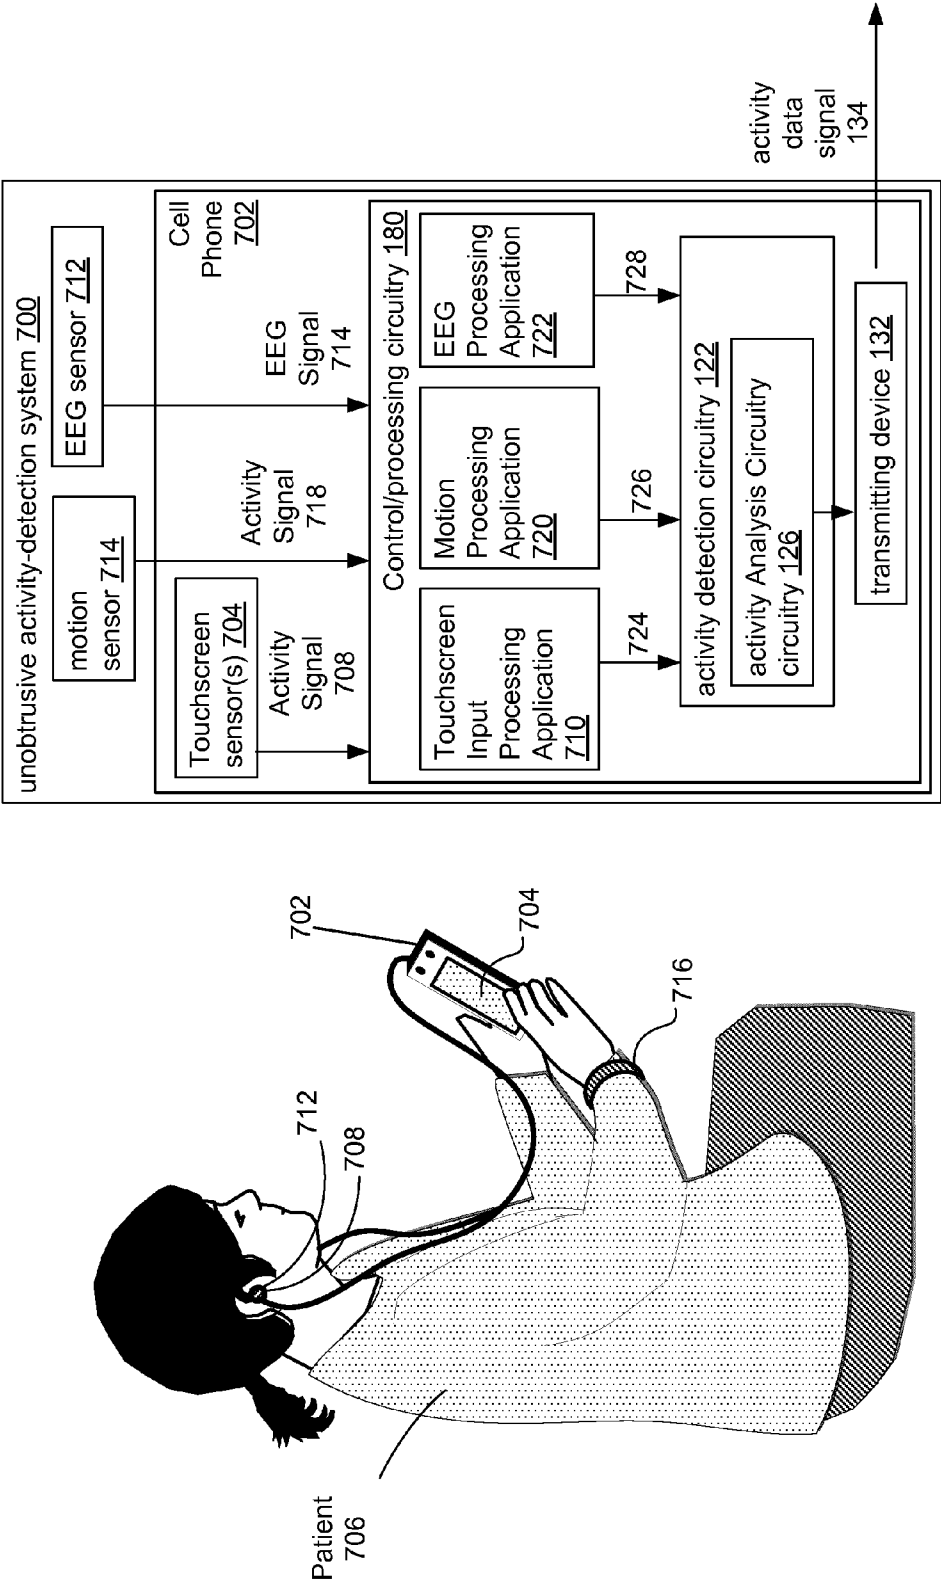 unobtrusive activity-detection system 700
motion
sensor 714
EEG sensor 712
Touchscreen
sensor(s) 704
Cell
Phone
702
Activity
Signal
708
Activity
Signal
718
EEG
Signal
714
Control/processing circuitry 180
Touchscreen
Input
Processing
Application
710
Motion
Processing
Application
720
EEG
Processing
Application
722
724
726
728
activity detection circuitry 122
activity Analysis Circuitry
circuitry 126
transmitting device 132
activity
data
signal
134
702
704
712
708
716
Patient
706